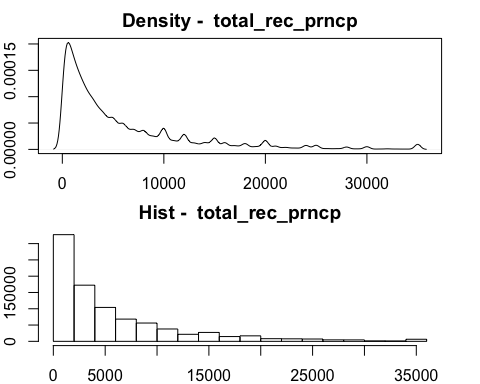 Density -  total_rec_prncp
0.00015
0.00000
0 10000 20000 30000
Hist -  total_rec_prncp
150000
0
0 5000 15000 25000 35000